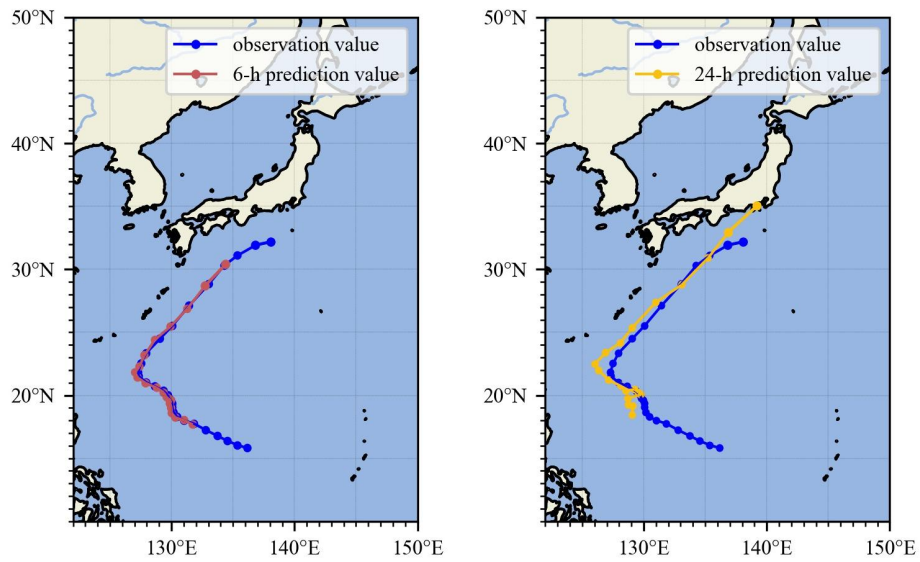 50°N
observation value
6-h prediction value
40°N
30°N
20°N
130°E 140°E 150°E
50°N
observation value
24-h prediction value
40°N
30°N
20°N
130°E 140°E 150°E